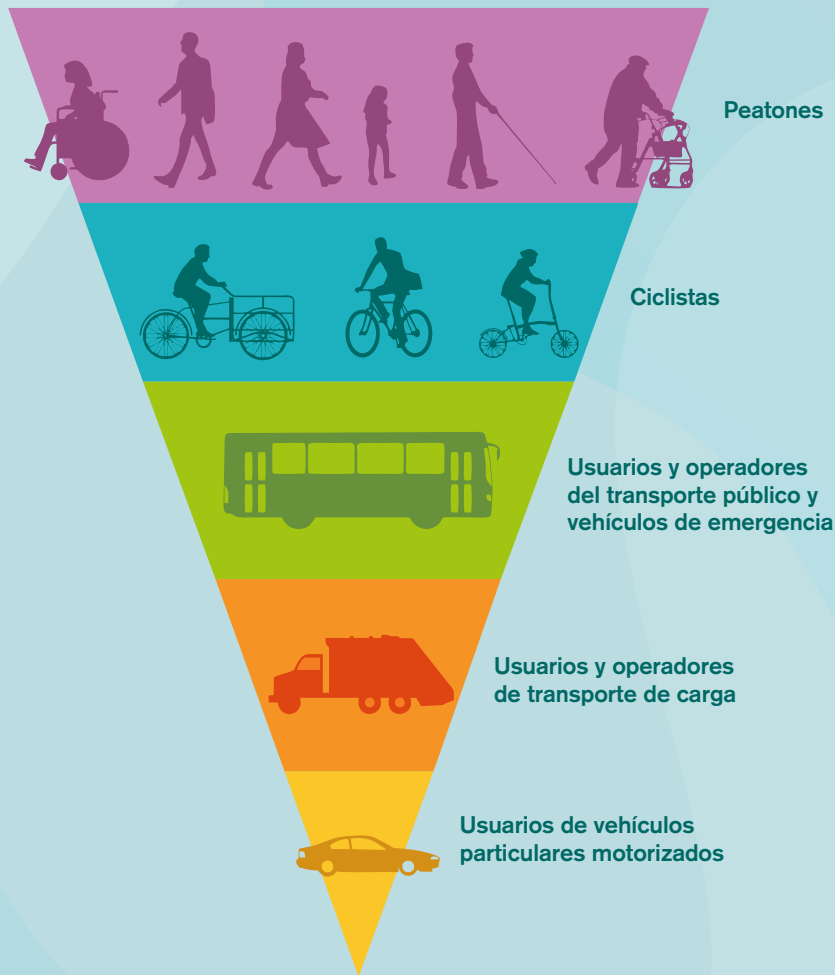 Peatones
Ciclistas
Usuarios y operadores
del transporte público y
vehículos de emergencia
Usuarios y operadores
de transporte de carga
Usuarios de vehículos
particulares motorizados